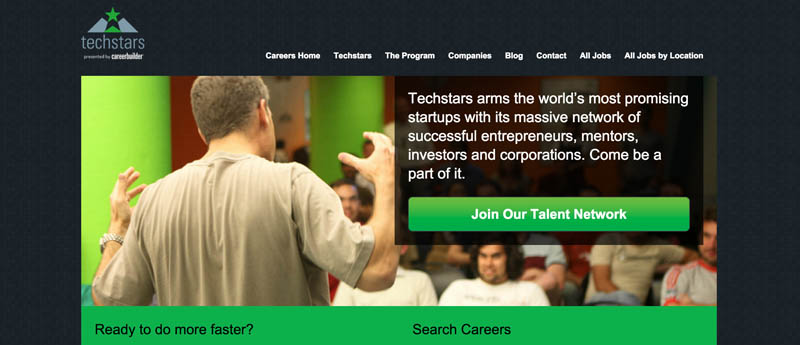 techstars
presented by careerbuilder
Careers Home Techstars The Program Companies Blog Contact All Jobs All Jobs by Location
Techstars arms the world's most promising
startups with its massive network of
successful entrepreneurs, mentors,
investors and corporations. Come be a
part of it.
Join Our Talent Network
Ready to do more faster?
Search Careers